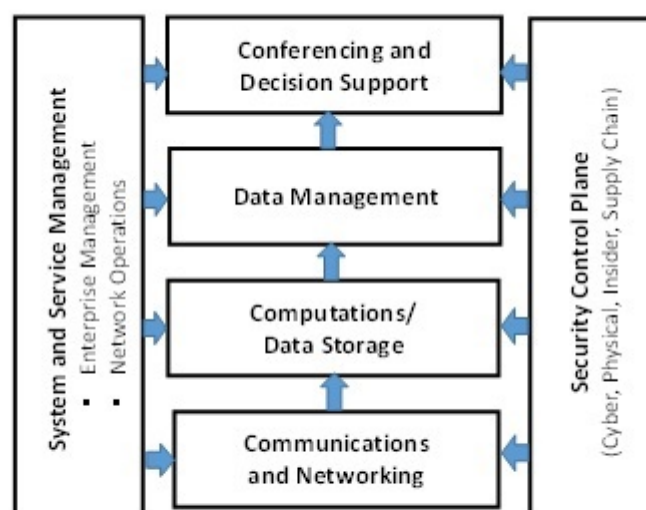 System and Service Management
▪ Enterprise Management
▪ Network Operations
Conferencing and
Decision Support
Data Management
Computations/
Data Storage
Communications
and Networking
Security Control Plane
(Cyber, Physical, Insider, Supply Chain)